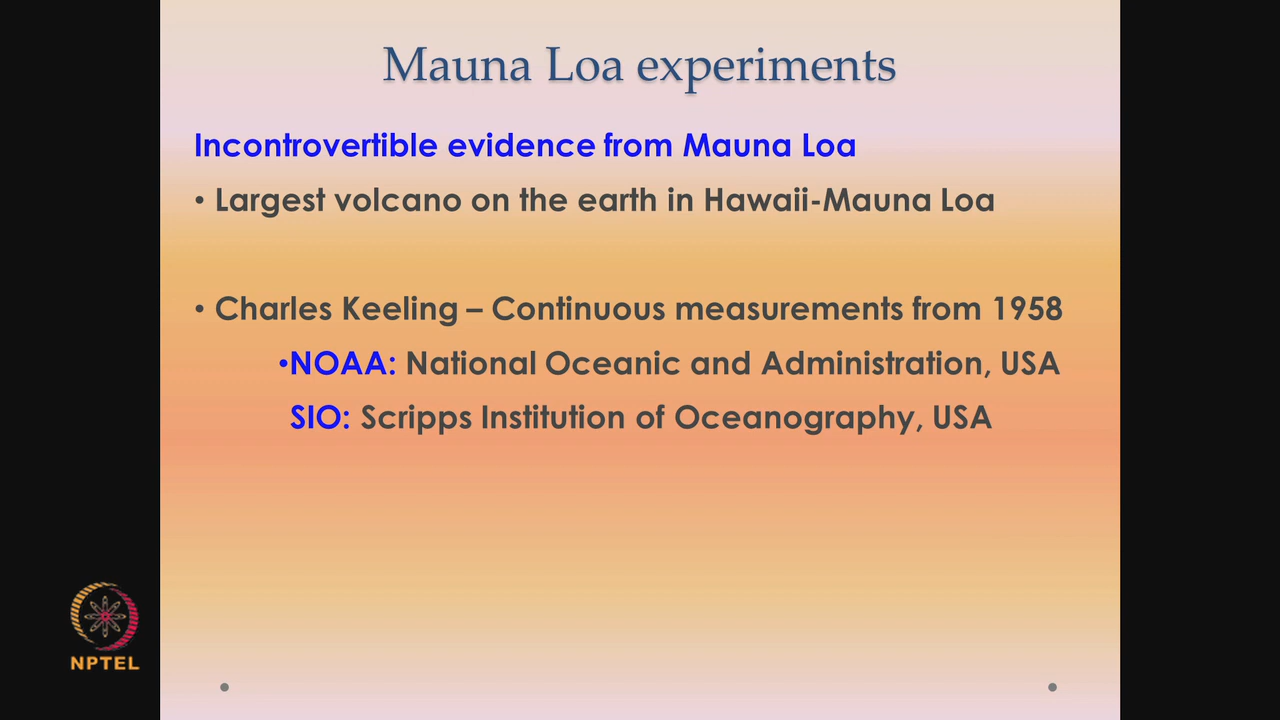 Mauna Loa experiments
Incontrovertible evidence from Mauna Loa
• Largest volcano on the earth in Hawaii-Mauna Loa
• Charles Keeling – Continuous measurements from 1958
•NOAA: National Oceanic and Administration, USA
SIO: Scripps Institution of Oceanography, USA
NPTEL